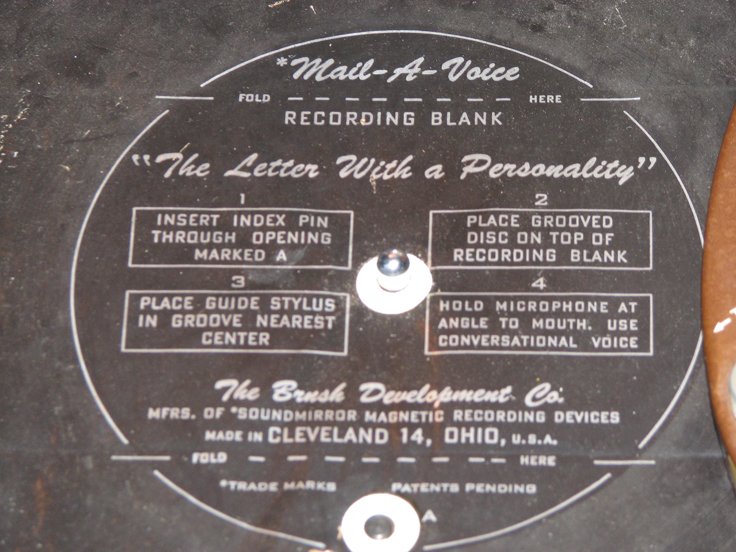 *Mail-A-Voice
FOLD HERE
RECORDING BLANK
"The Letter With a Personality"
1
INSERT INDEX PIN
THROUGH OPENING
MARKED A
2
PLACE GROOVED
DISC ON TOP OF
RECORDING BLANK
3
PLACE GUIDE STYLUS
IN GROOVE NEAREST
CENTER
4
HOLD MICROPHONE AT
ANGLE TO MOUTH. USE
CONVERSATIONAL VOICE
The Brush Development Co.
MFRS. OF *SOUNDMIRROR MAGNETIC RECORDING DEVICES
MADE IN CLEVELAND 14, OHIO, U.S.A.
FOLD HERE
*TRADE MARKS PATENTS PENDING
A